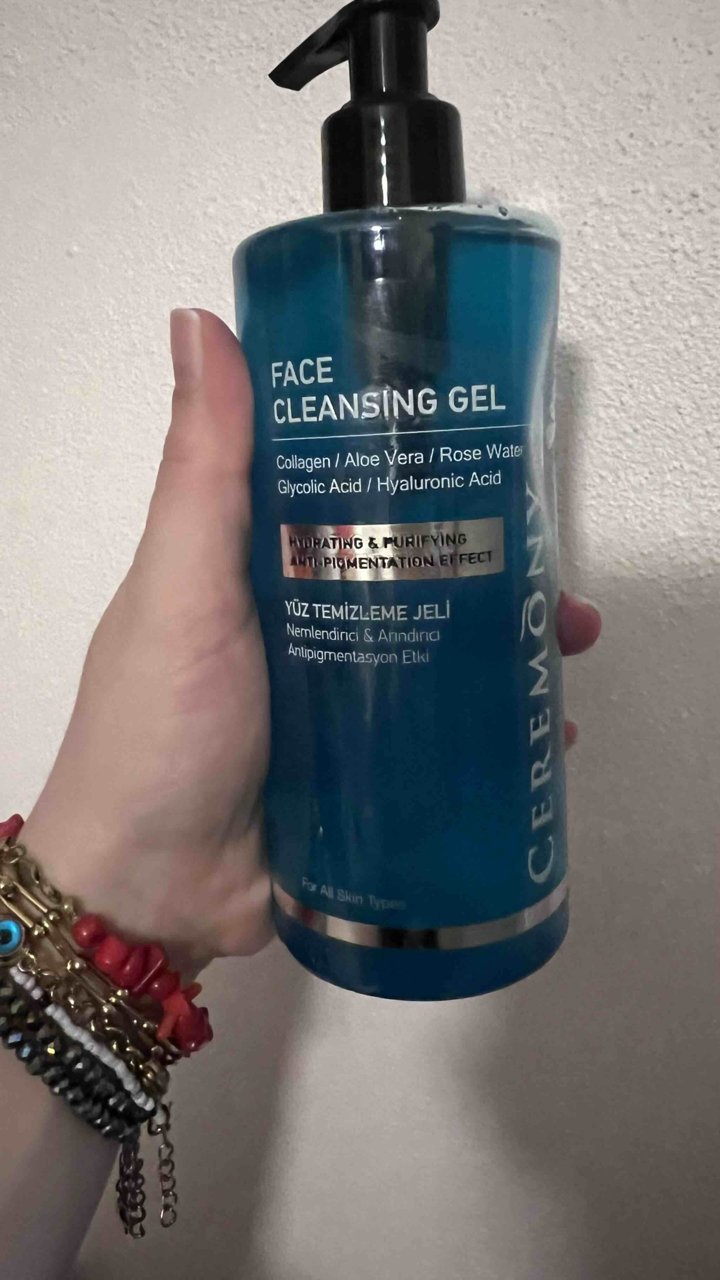 FACE
CLEANSING GEL
Collagen / Aloe Vera / Rose Water
Glycolic Acid / Hyaluronic Acid
HYDRATING & PURIFYING
ANTI-PIGMENTATION EFFECT
YÜZ TEMİZLEME JELİ
Nemlendirici & Arındırıcı
Antipigmentasyon Etki
For All Skin Types
CEREMŌNY